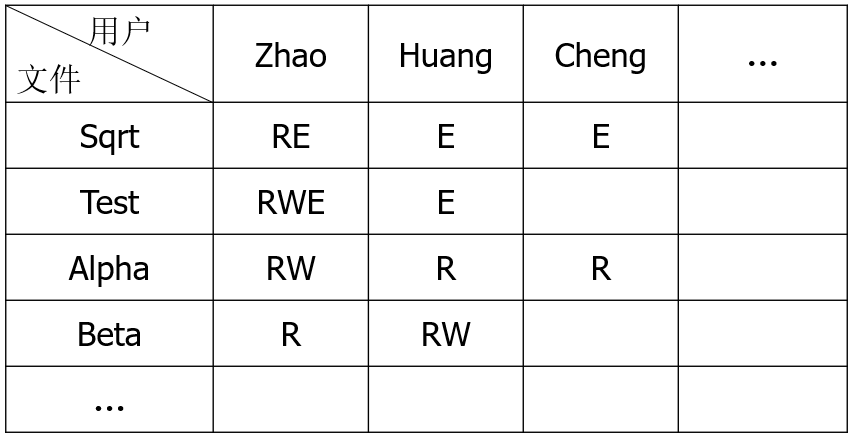 用户
文件 Zhao Huang Cheng ...
Sqrt RE E E
Test RWE E
Alpha RW R R
Beta R RW
...